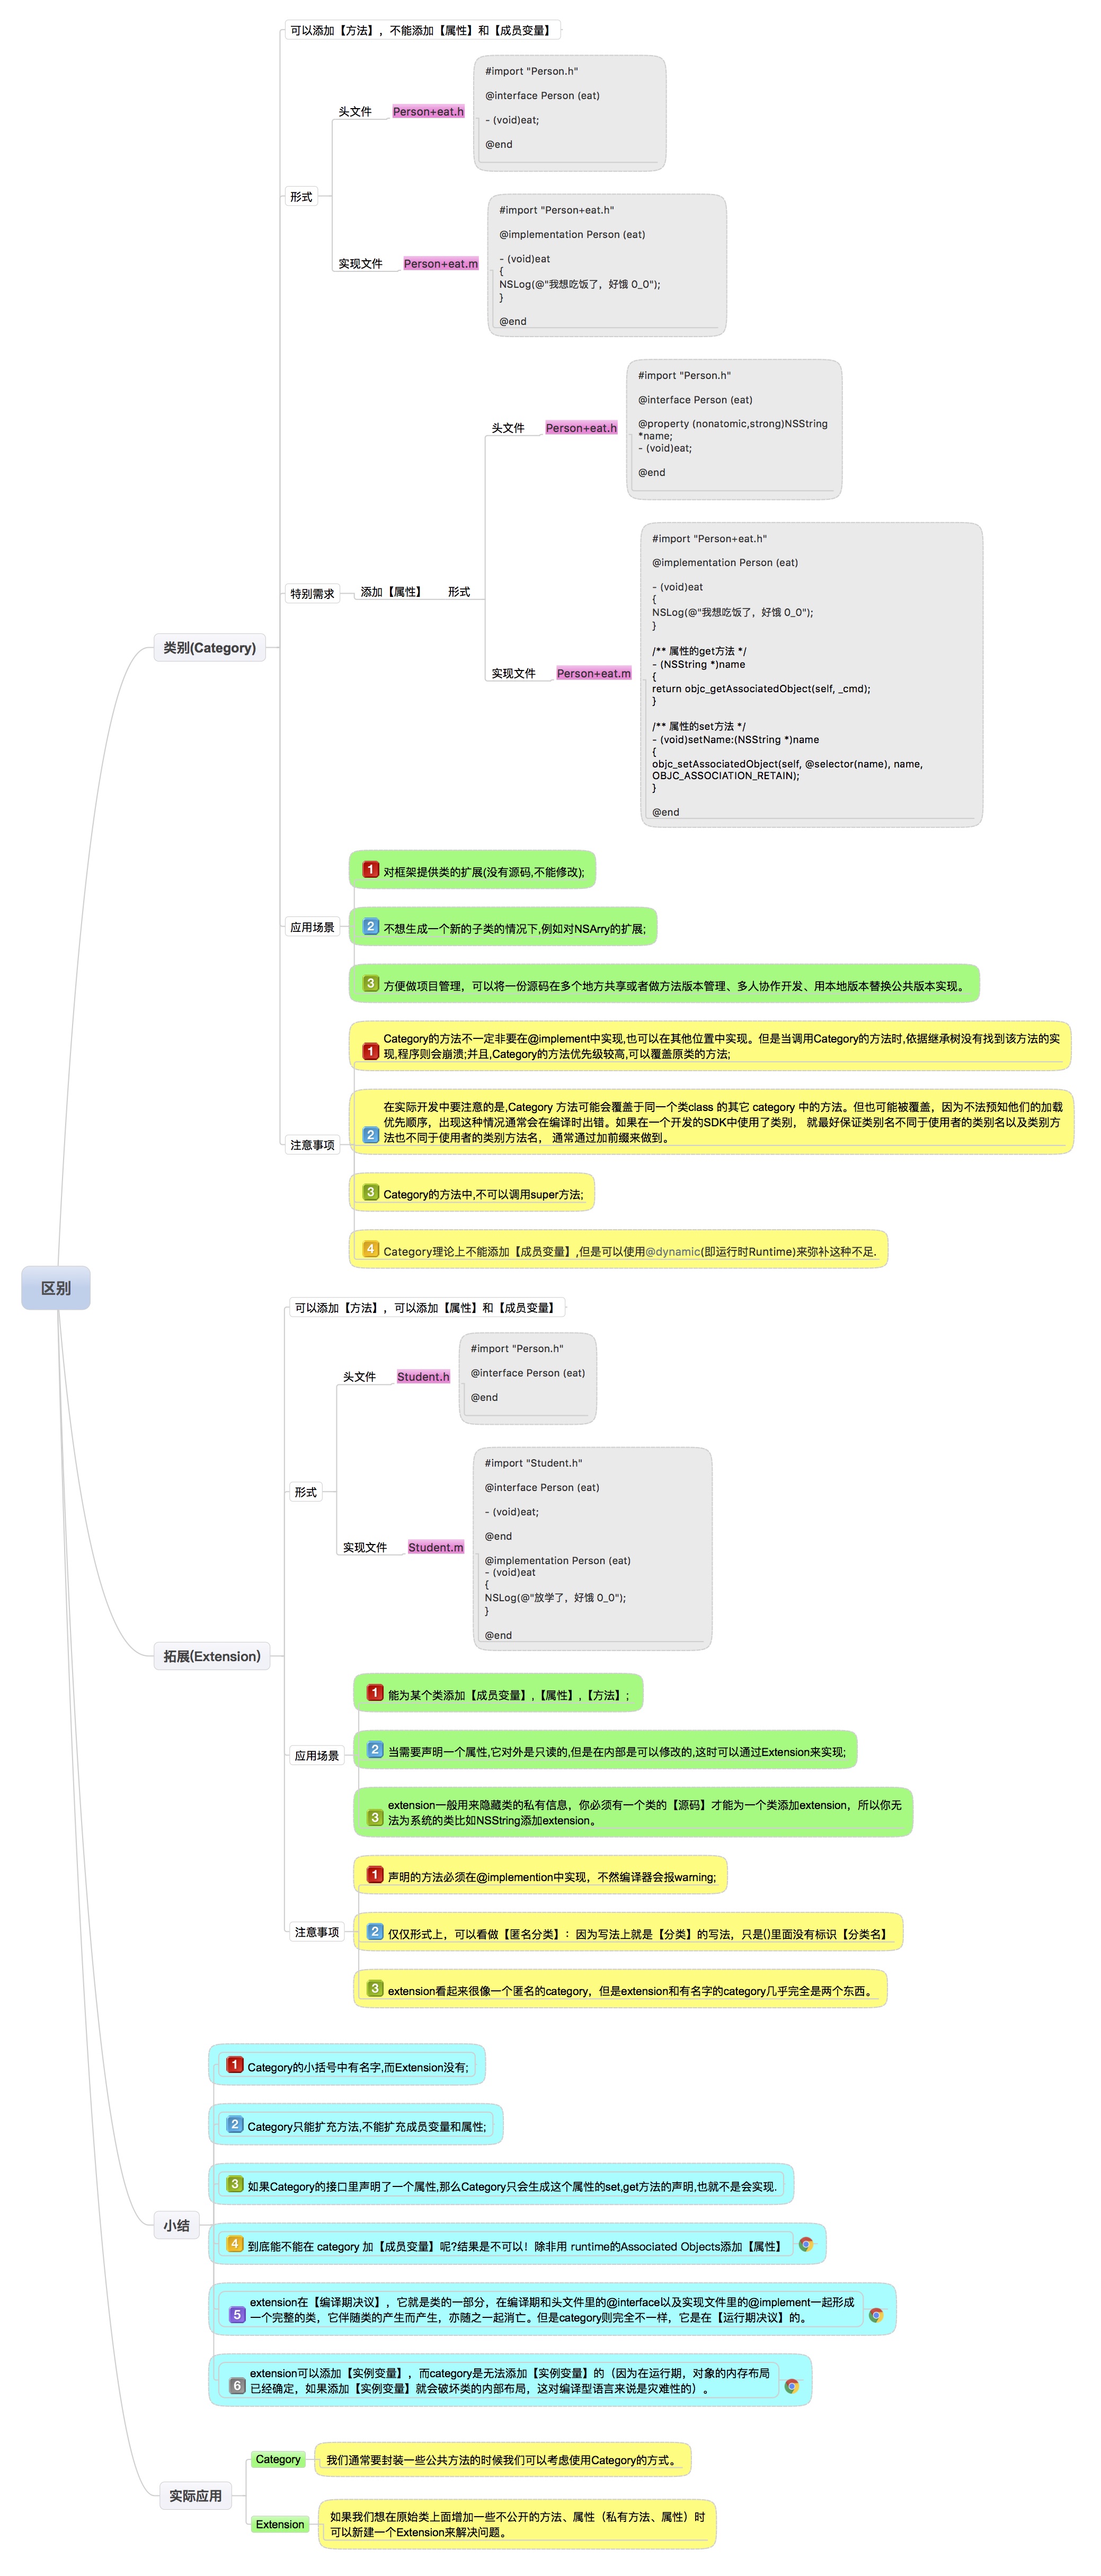 可以添加【方法】，不能添加【属性】和【成员变量】
#import "Person.h"
@interface Person (eat)
头文件
Person+eat.h
- (void)eat;
@end
形式
#import "Person+eat.h"
@implementation Person (eat)
- (void)eat
实现文件
Person+eat.m
{
NSLog(@"我想吃饭了，好饿 0_0");
}
@end
#import "Person.h"
@interface Person (eat)
头文件
Person+eat.h
@property (nonatomic,strong)NSString
*name;
- (void)eat;
@end
#import "Person+eat.h"
@implementation Person (eat)
- (void)eat
特别需求
添加【属性】
形式
{
NSLog(@"我想吃饭了，好饿 0_0");
}
类别(Category)
/** 属性的get方法 */
- (NSString *)name
实现文件
Person+eat.m
{
return objc_getAssociatedObject(self, _cmd);
}
/** 属性的set方法 */
- (void)setName:(NSString *)name
{
objc_setAssociatedObject(self, @selector(name), name,
OBJC_ASSOCIATION_RETAIN);
}
@end
应用场景
1 对框架提供类的扩展(没有源码,不能修改);
2 不想生成一个新的子类的情况下,例如对NSArry的扩展;
3 方便做项目管理，可以将一份源码在多个地方共享或者做方法版本管理、多人协作开发、用本地版本替换公共版本实现。
注意事项
1 Category的方法不一定非要在@implement中实现,也可以在其他位置中实现。但是当调用Category的方法时,依据继承树没有找到该方法的实
现,程序则会崩溃;并且,Category的方法优先级较高,可以覆盖原类的方法;
2 在实际开发中要注意的是,Category 方法可能会覆盖于同一个类class 的其它 category 中的方法。但也可能被覆盖，因为不法预知他们的加载
优先顺序，出现这种情况通常会在编译时出错。如果在一个开发的SDK中使用了类别， 就最好保证类别名不同于使用者的类别名以及类别方
法也不同于使用者的类别方法名， 通常通过加前缀来做到。
3 Category的方法中,不可以调用super方法;
4 Category理论上不能添加【成员变量】,但是可以使用@dynamic(即运行时Runtime)来弥补这种不足.
区别
可以添加【方法】，可以添加【属性】和【成员变量】
#import "Person.h"
头文件
Student.h
@interface Person (eat)
@end
形式
#import "Student.h"
@interface Person (eat)
- (void)eat;
@end
实现文件
Student.m
@implementation Person (eat)
- (void)eat
{
NSLog(@"放学了，好饿 0_0");
}
@end
拓展(Extension)
应用场景
1 能为某个类添加【成员变量】,【属性】,【方法】;
2 当需要声明一个属性,它对外是只读的,但是在内部是可以修改的,这时可以通过Extension来实现;
3 extension一般用来隐藏类的私有信息，你必须有一个类的【源码】才能为一个类添加extension，所以你无
法为系统的类比如NSString添加extension。
注意事项
1 声明的方法必须在@implemention中实现，不然编译器会报warning;
2 仅仅形式上，可以看做【匿名分类】：因为写法上就是【分类】的写法，只是()里面没有标识【分类名】
3 extension看起来很像一个匿名的category，但是extension和有名字的category几乎完全是两个东西。
小结
1 Category的小括号中有名字,而Extension没有;
2 Category只能扩充方法,不能扩充成员变量和属性;
3 如果Category的接口里声明了一个属性,那么Category只会生成这个属性的set,get方法的声明,也就不是会实现.
4 到底能不能在 category 加【成员变量】呢?结果是不可以！除非用 runtime的Associated Objects添加【属性】
5 extension在【编译期决议】，它就是类的一部分，在编译期和头文件里的@interface以及实现文件里的@implement一起形成
一个完整的类，它伴随类的产生而产生，亦随之一起消亡。但是category则完全不一样，它是在【运行期决议】的。
6 extension可以添加【实例变量】，而category是无法添加【实例变量】的（因为在运行期，对象的内存布局
已经确定，如果添加【实例变量】就会破坏类的内部布局，这对编译型语言来说是灾难性的）。
实际应用
Category
我们通常要封装一些公共方法的时候我们可以考虑使用Category的方式。
Extension
如果我们想在原始类上面增加一些不公开的方法、属性（私有方法、属性）时
可以新建一个Extension来解决问题。